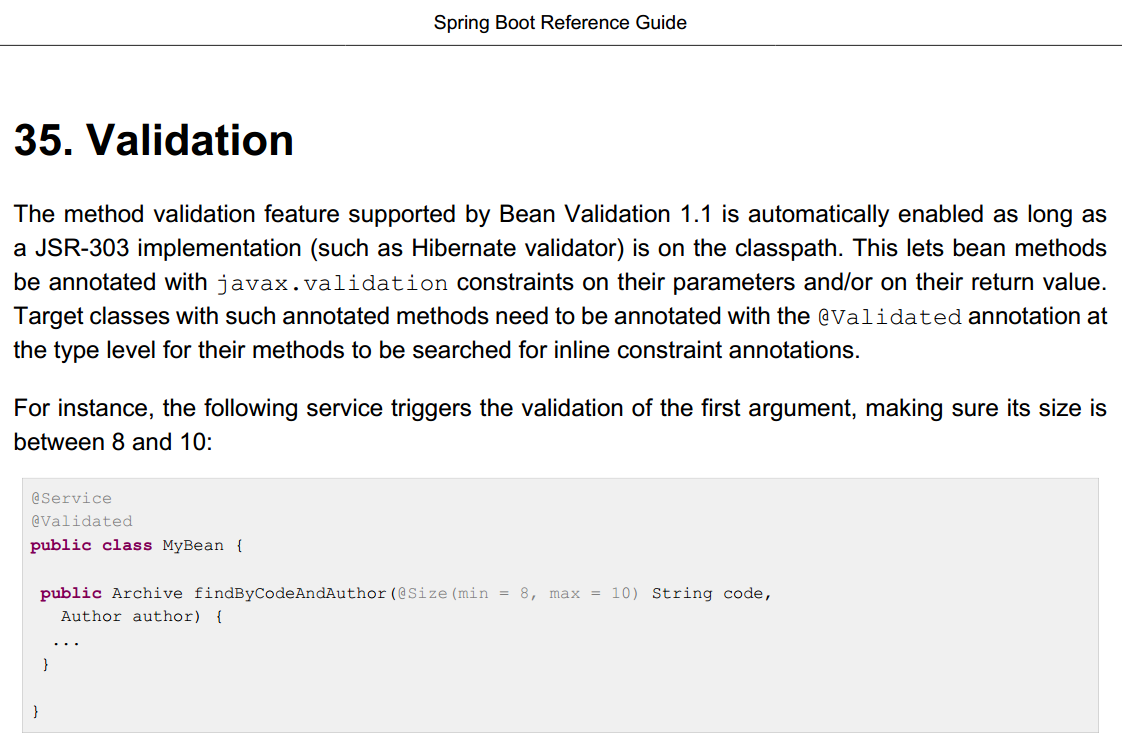 Spring Boot Reference Guide
35. Validation
The method validation feature supported by Bean Validation 1.1 is automatically enabled as long as
a JSR-303 implementation (such as Hibernate validator) is on the classpath. This lets bean methods
be annotated with javax.validation constraints on their parameters and/or on their return value.
Target classes with such annotated methods need to be annotated with the @Validated annotation at
the type level for their methods to be searched for inline constraint annotations.
For instance, the following service triggers the validation of the first argument, making sure its size is
between 8 and 10:
@Service
@Validated
public class MyBean {
public Archive findByCodeAndAuthor(@Size(min = 8, max = 10) String code,
Author author) {
...
}
}